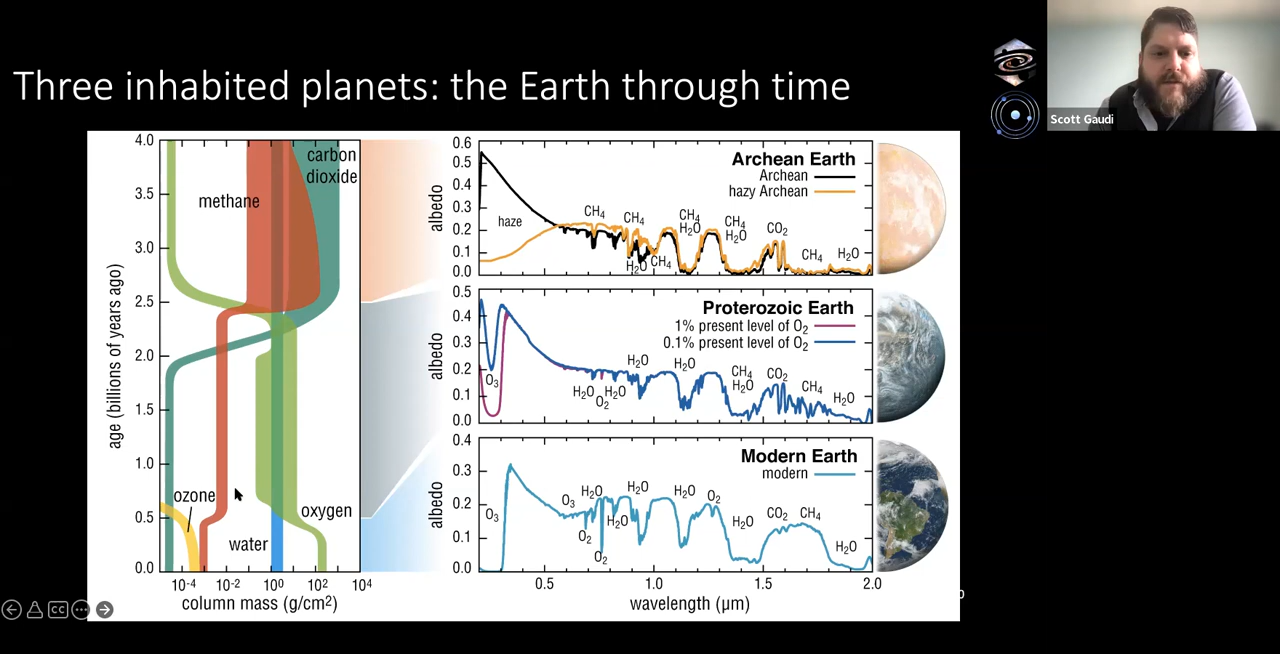 Three inhabited planets: the Earth through time
Scott Gaudi
age (billions of years ago)
4.0
3.5
3.0
2.5
2.0
1.5
1.0
0.5
0.0
methane
carbon
dioxide
ozone
oxygen
water
10-4
10-2
100
102
104
column mass (g/cm2)
albedo
0.6
0.5
0.4
0.3
0.2
0.1
0.0
Archean Earth
Archean
hazy Archean
haze
CH4
CH4
CH4
H2O
CH4
H2O
CO2
H2O
CH4
CH4
H2O
albedo
0.5
0.4
0.3
0.2
0.1
0.0
Proterozoic Earth
1% present level of O2
0.1% present level of O2
O3
H2O
H2O
H2O
O2
H2O
CH4
H2O
CO2
CH4
H2O
albedo
0.4
0.3
0.2
0.1
0.0
Modern Earth
modern
O3
O3
H2O
H2O
H2O
O2
H2O
O2
O2
H2O
CO2
CH4
H2O
0.5
1.0
1.5
2.0
wavelength (μm)
CC